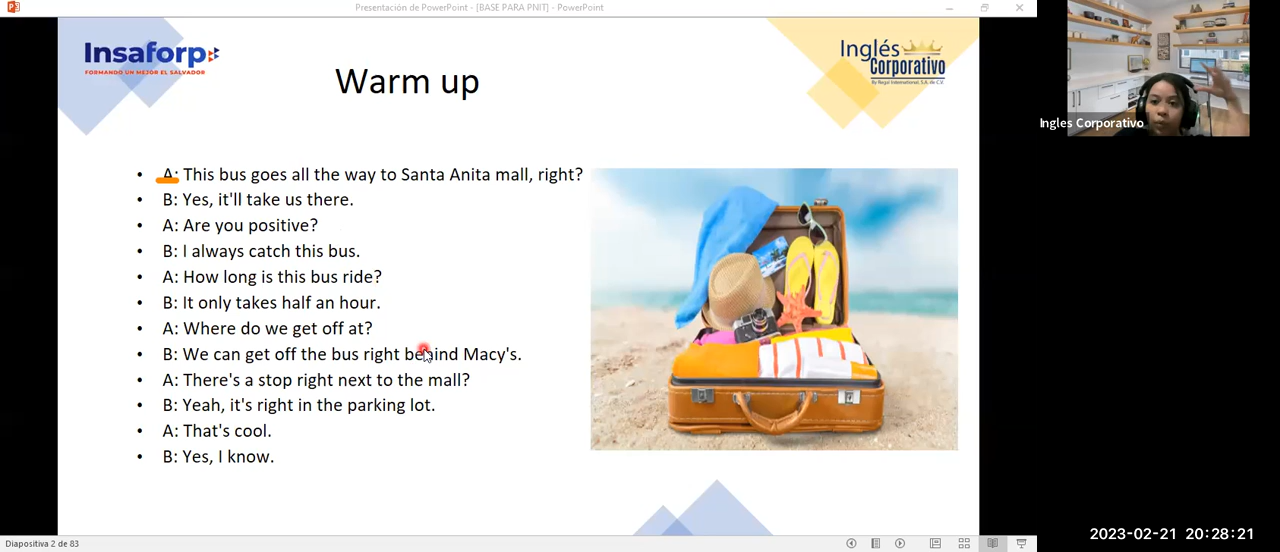 Presentación de PowerPoint - [BASE PARA PNIT] - PowerPoint
Insaforp
FORMANDO UN MEJOR EL SALVADOR
Warm up
Inglés
Corporativo
By Regal International, S.A. de C.V.
Ingles Corporativo
• A: This bus goes all the way to Santa Anita mall, right?
• B: Yes, it'll take us there.
• A: Are you positive?
• B: I always catch this bus.
• A: How long is this bus ride?
• B: It only takes half an hour.
• A: Where do we get off at?
• B: We can get off the bus right behind Macy's.
• A: There's a stop right next to the mall?
• B: Yeah, it's right in the parking lot.
• A: That's cool.
• B: Yes, I know.
Diapositiva 2 de 83
2023-02-21 20:28:21